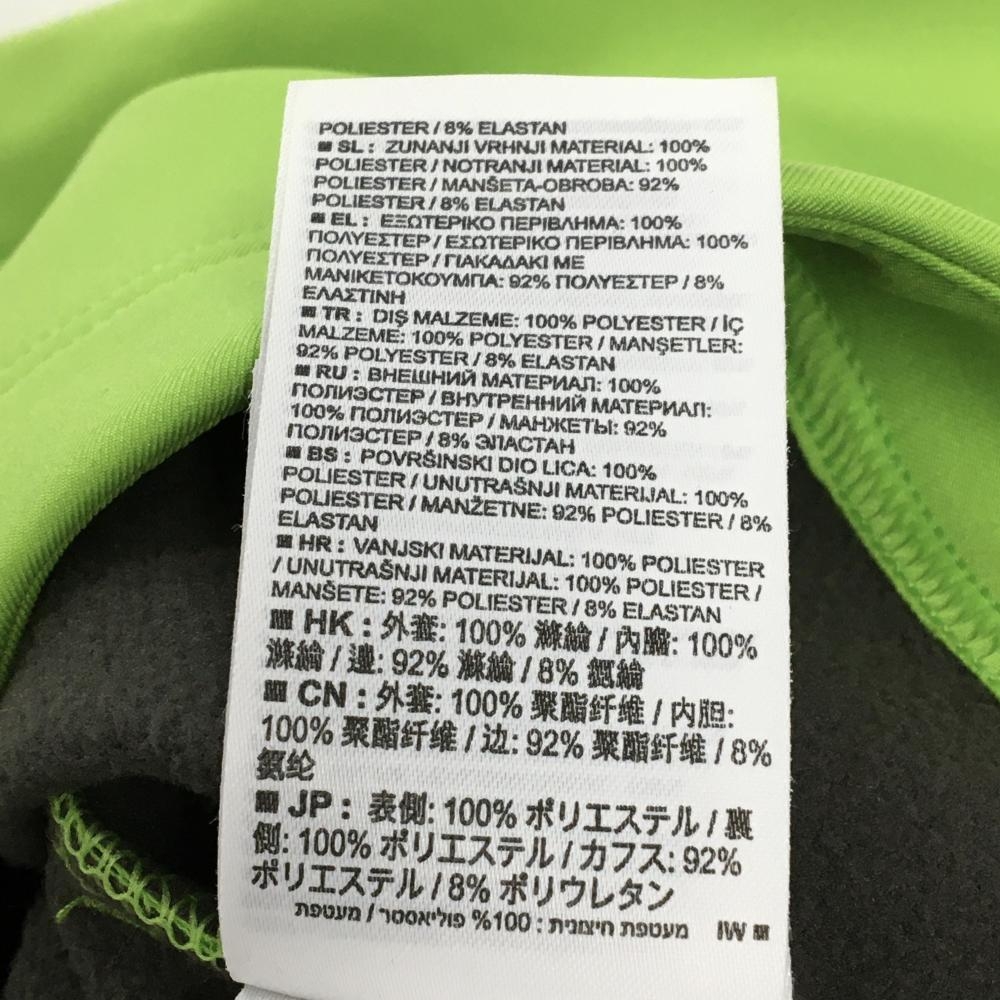 POLIESTER / 8% ELASTAN
■ SL : ZUNANJI VRHNJI MATERIAL: 100%
POLIESTER / NOTRANJI MATERIAL: 100%
POLIESTER / MANŠETA-OBROBA: 92%
POLIESTER / 8% ELASTAN
■ EL : ΕΞΩΤΕΡΙΚΟ ΠΕΡΙΒΛΗΜΑ: 100%
ΠΟΛΥΕΣΤΕΡ / ΕΣΩΤΕΡΙΚΟ ΠΕΡΙΒΛΗΜΑ: 100%
ΠΟΛΥΕΣΤΕΡ / ΓΙΑΚΑΔΑΚΙ ΜΕ
ΜΑΝΙΚΕΤΟΚΟΥΜΠΑ: 92% ΠΟΛΥΕΣΤΕΡ / 8%
ΕΛΑΣΤΙΝΗ
■ TR : DIŞ MALZEME: 100% POLYESTER / İÇ
MALZEME: 100% POLYESTER / MANŞETLER:
92% POLYESTER / 8% ELASTAN
■ RU : ВНЕШНИЙ МАТЕРИАЛ: 100%
ПОЛИЭСТЕР / ВНУТРЕННИЙ МАТЕРИАЛ:
100% ПОЛИЭСТЕР / МАНЖЕТЫ: 92%
ПОЛИЭСТЕР / 8% ЭЛАСТАН
■ BS : POVRŠINSKI DIO LICA: 100%
POLIESTER / UNUTRAŠNJI MATERIJAL: 100%
POLIESTER / MANŽETNE: 92% POLIESTER / 8%
ELASTAN
■ HR : VANJSKI MATERIJAL: 100% POLIESTER
/ UNUTRAŠNJI MATERIJAL: 100% POLIESTER /
MANŠETE: 92% POLIESTER / 8% ELASTAN
■ HK : 外套: 100% 滌綸 / 內膽: 100%
滌綸 / 邊: 92% 滌綸 / 8% 氨綸
■ CN : 外套: 100% 聚酯纤维 / 内胆:
100% 聚酯纤维 / 边: 92% 聚酯纤维 / 8%
氨纶
■ JP : 表側: 100% ポリエステル / 裏
側: 100% ポリエステル / カフス: 92%
ポリエステル / 8% ポリウレタン
■ IW מעטפת חיצונית : 100% פוליאסטר / מעטפת